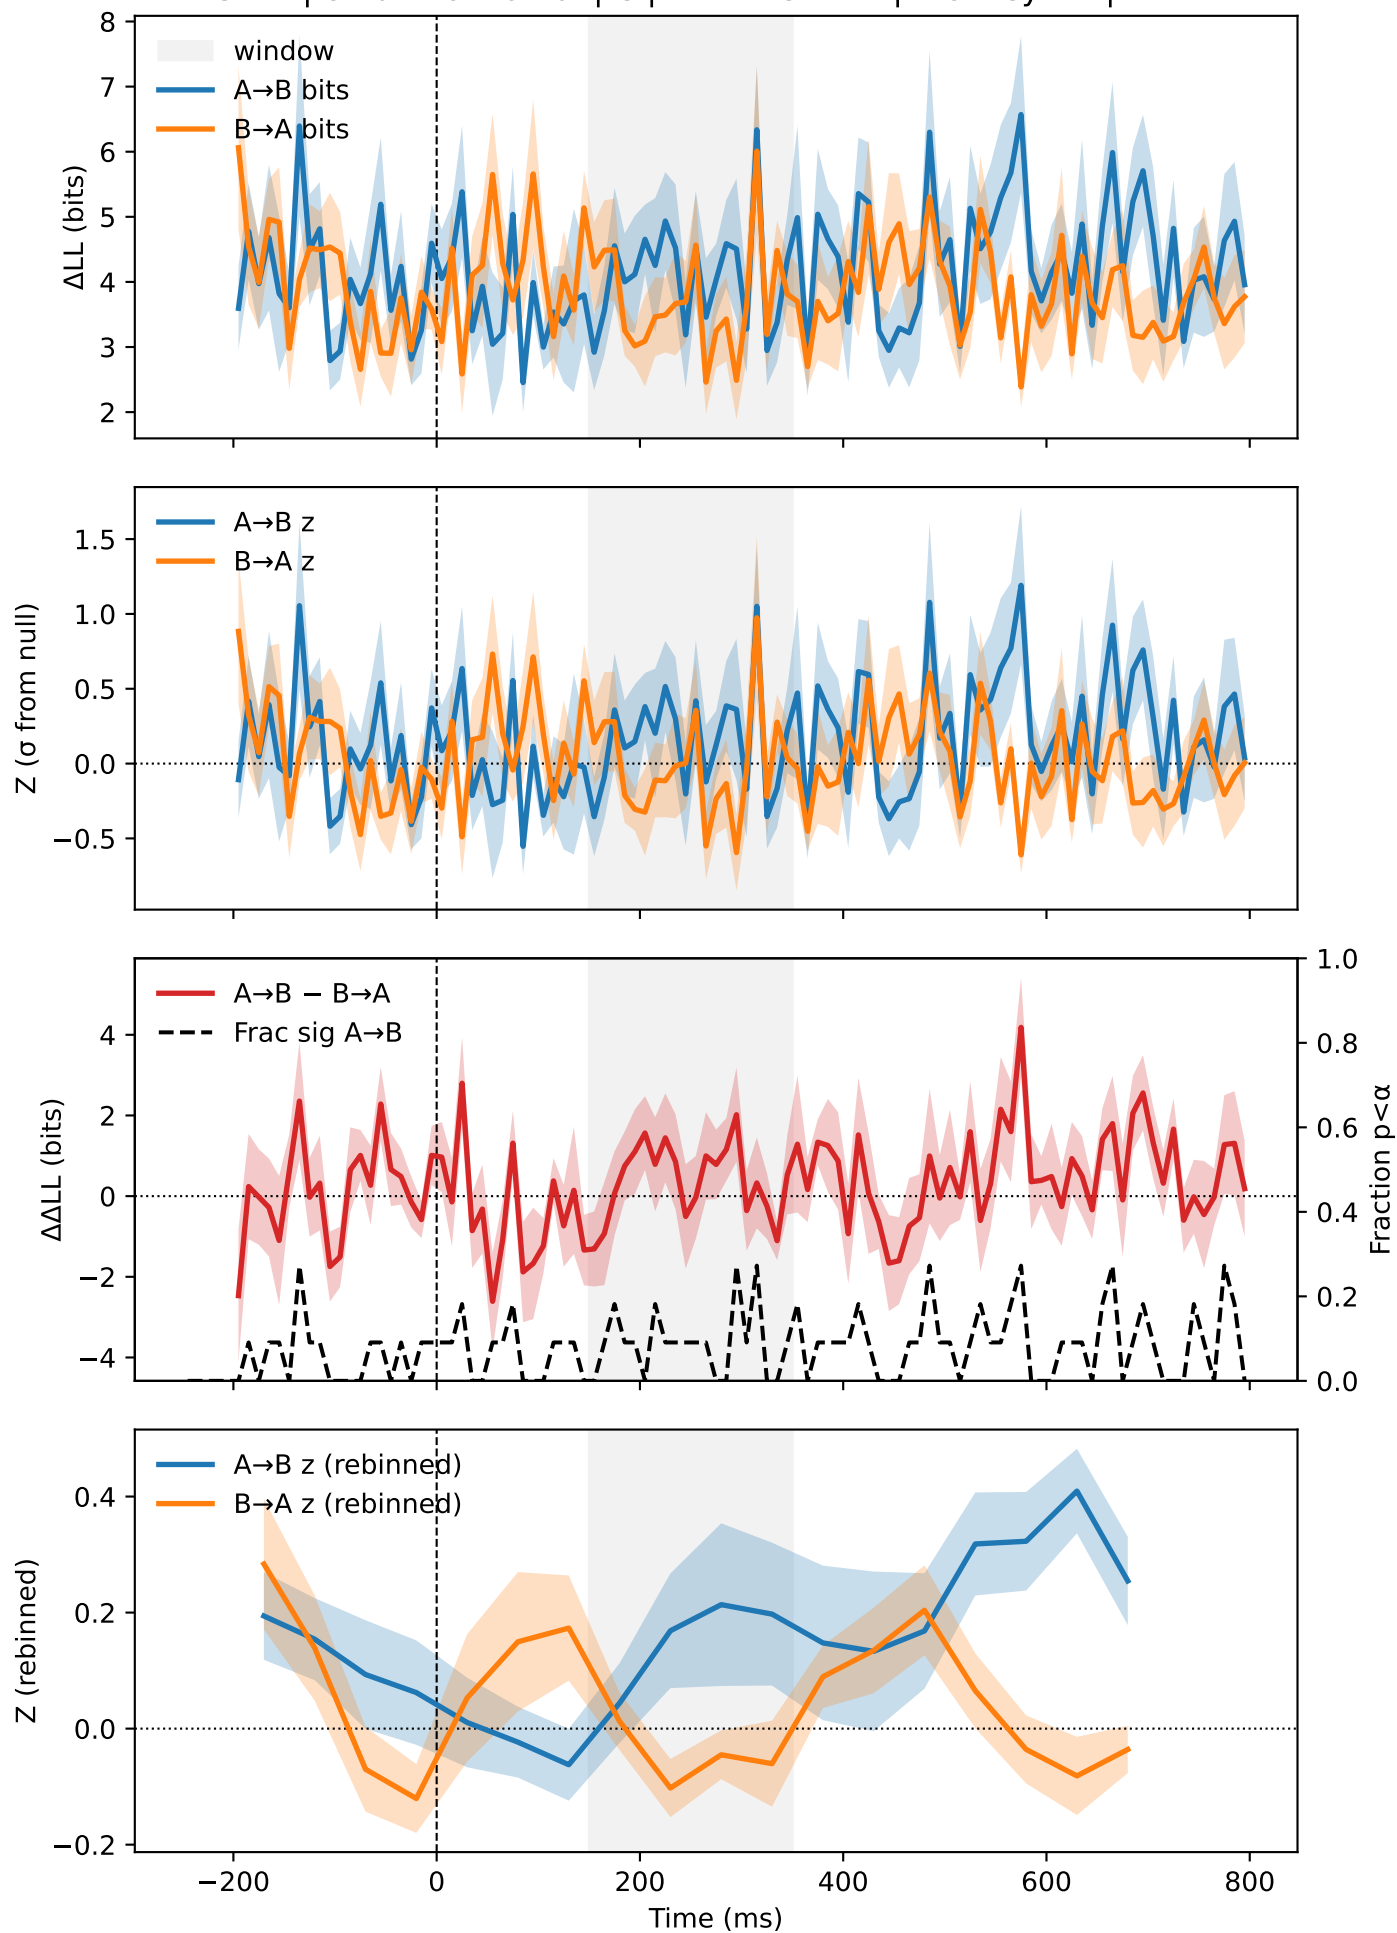 8
7
6
5
4
3
2
ΔLL (bits)
window
A→B bits
B→A bits
1.5
1.0
0.5
0.0
−0.5
Z (σ from null)
A→B z
B→A z
4
2
0
−2
−4
ΔΔLL (bits)
A→B − B→A
Frac sig A→B
1.0
0.8
0.6
0.4
0.2
0.0
Fraction p<α
0.4
0.2
0.0
−0.2
Z (rebinned)
A→B z (rebinned)
B→A z (rebinned)
−200
0
200
400
600
800
Time (ms)